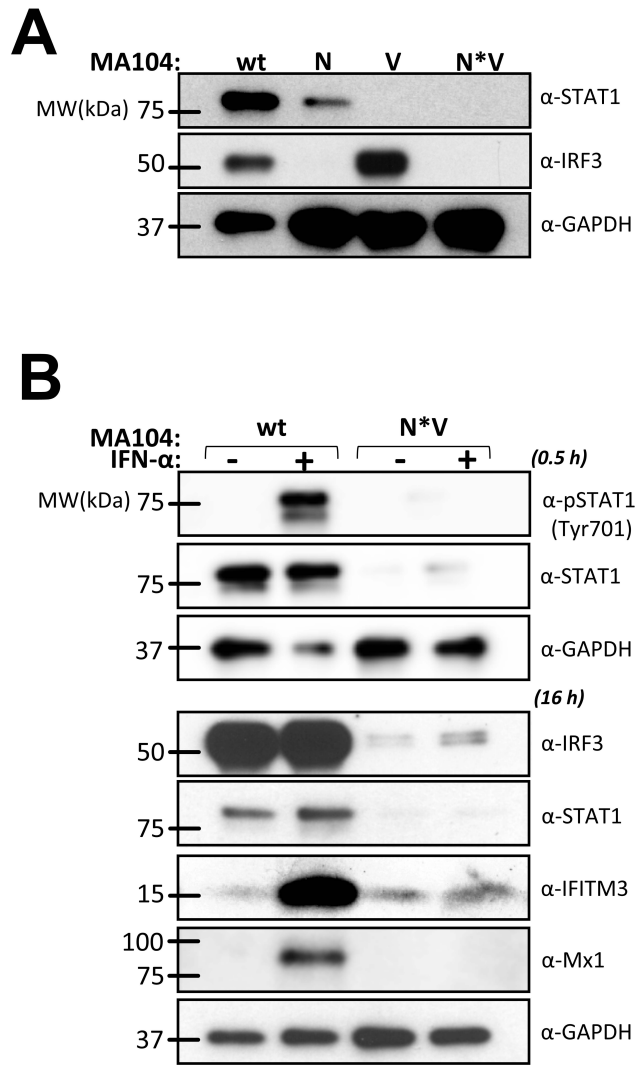 A
MA104: wt N V N*V
MW(kDa) 75 α-STAT1
50 α-IRF3
37 α-GAPDH
B
MA104: wt N*V
IFN-α: - + - + (0.5 h)
MW(kDa) 75 α-pSTAT1
(Tyr701)
75 α-STAT1
37 α-GAPDH
(16 h)
50 α-IRF3
75 α-STAT1
15 α-IFITM3
100
α-Mx1
75
37 α-GAPDH